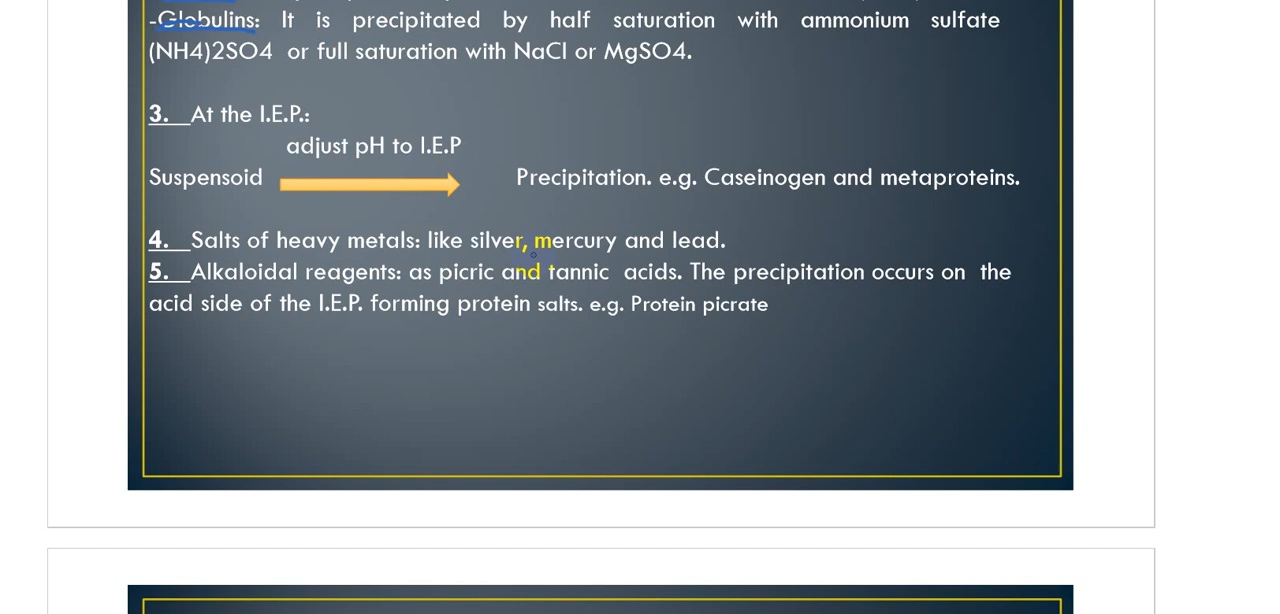 -Globulins: It is precipitated by half saturation with ammonium sulfate
(NH4)2SO4 or full saturation with NaCl or MgSO4.
3. At the I.E.P.:
adjust pH to I.E.P
Suspensoid Precipitation. e.g. Caseinogen and metaproteins.
4. Salts of heavy metals: like silver, mercury and lead.
5. Alkaloidal reagents: as picric and tannic acids. The precipitation occurs on the
acid side of the I.E.P. forming protein salts. e.g. Protein picrate